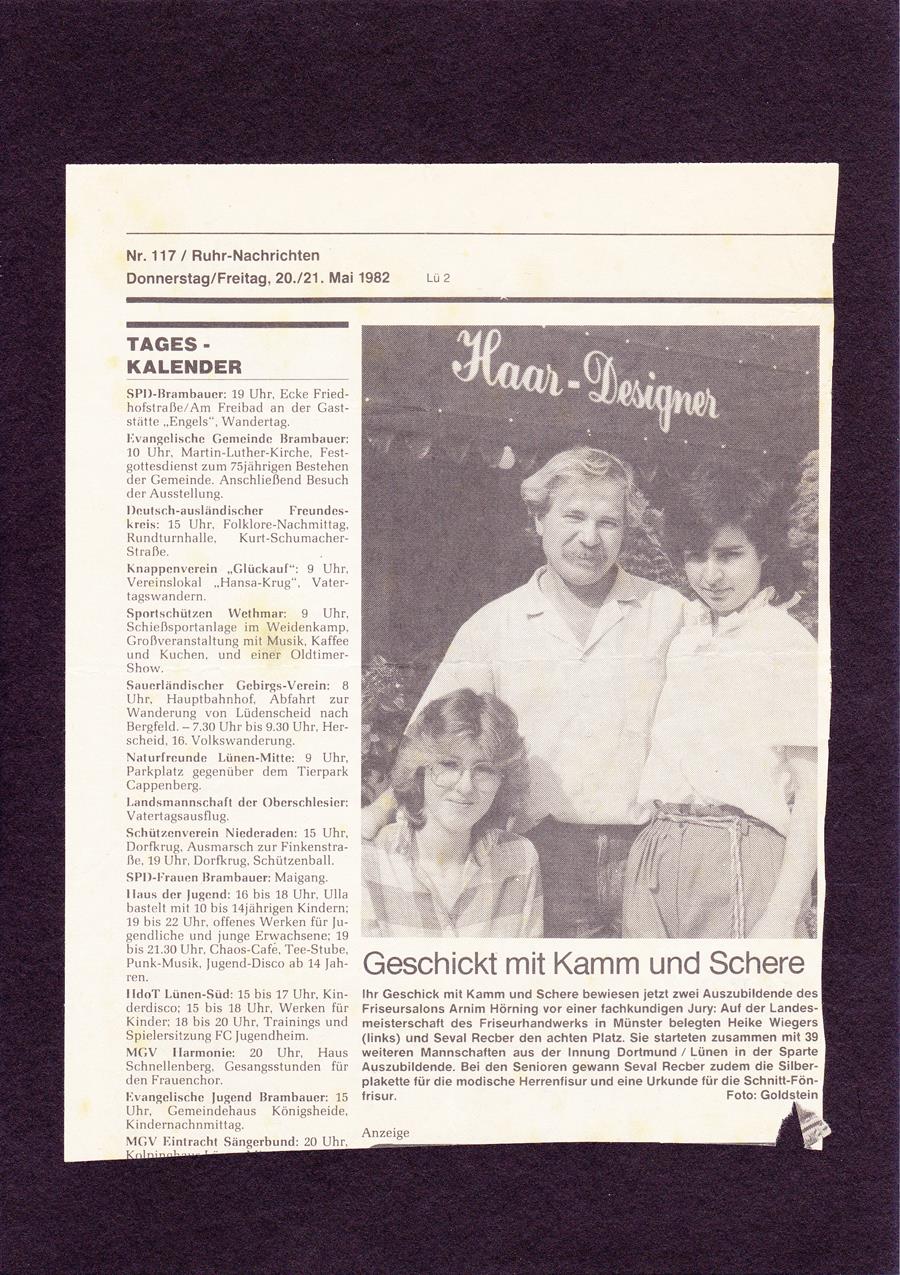 Nr. 117 / Ruhr-Nachrichten
Donnerstag/Freitag, 20./21. Mai 1982 Lü 2
TAGES -
KALENDER
SPD-Brambauer: 19 Uhr, Ecke Fried-
hofstraße/Am Freibad an der Gast-
stätte „Engels“, Wandertag.
Evangelische Gemeinde Brambauer:
10 Uhr, Martin-Luther-Kirche, Fest-
gottesdienst zum 75jährigen Bestehen
der Gemeinde. Anschließend Besuch
der Ausstellung.
Deutsch-ausländischer Freundes-
kreis: 15 Uhr, Folklore-Nachmittag,
Rundturnhalle, Kurt-Schumacher-
Straße.
Knappenverein „Glückauf“: 9 Uhr,
Vereinslokal „Hansa-Krug“, Vater-
tagswandern.
Sportschützen Wethmar: 9 Uhr,
Schießsportanlage im Weidenkamp,
Großveranstaltung mit Musik, Kaffee
und Kuchen, und einer Oldtimer-
Show.
Sauerländischer Gebirgs-Verein: 8
Uhr, Hauptbahnhof, Abfahrt zur
Wanderung von Lüdenscheid nach
Bergfeld. – 7.30 Uhr bis 9.30 Uhr, Her-
scheid, 16. Volkswanderung.
Naturfreunde Lünen-Mitte: 9 Uhr,
Parkplatz gegenüber dem Tierpark
Cappenberg.
Landsmannschaft der Oberschlesier:
Vatertagsausflug.
Schützenverein Niederaden: 15 Uhr,
Dorfkrug, Ausmarsch zur Finkenstra-
ße, 19 Uhr, Dorfkrug, Schützenball.
SPD-Frauen Brambauer: Maigang.
Haus der Jugend: 16 bis 18 Uhr, Ulla
bastelt mit 10 bis 14jährigen Kindern;
19 bis 22 Uhr, offenes Werken für Ju-
gendliche und junge Erwachsene; 19
bis 21.30 Uhr, Chaos-Café, Tee-Stube,
Punk-Musik, Jugend-Disco ab 14 Jah-
ren.
HdoT Lünen-Süd: 15 bis 17 Uhr, Kin-
derdisco; 15 bis 18 Uhr, Werken für
Kinder; 18 bis 20 Uhr, Trainings und
Spielersitzung FC Jugendheim.
MGV Harmonie: 20 Uhr, Haus
Schnellenberg, Gesangsstunden für
den Frauenchor.
Evangelische Jugend Brambauer: 15
Uhr, Gemeindehaus Königsheide,
Kindernachnmittag.
MGV Eintracht Sängerbund: 20 Uhr,
Kolpinghaus
Haar-Designer
Geschickt mit Kamm und Schere
Ihr Geschick mit Kamm und Schere bewiesen jetzt zwei Auszubildende des
Friseursalons Arnim Hörning vor einer fachkundigen Jury: Auf der Landes-
meisterschaft des Friseurhandwerks in Münster belegten Heike Wiegers
(links) und Seval Recber den achten Platz. Sie starteten zusammen mit 39
weiteren Mannschaften aus der Innung Dortmund / Lünen in der Sparte
Auszubildende. Bei den Senioren gewann Seval Recber zudem die Silber-
plakette für die modische Herrenfisur und eine Urkunde für die Schnitt-Fön-
frisur. Foto: Goldstein
Anzeige